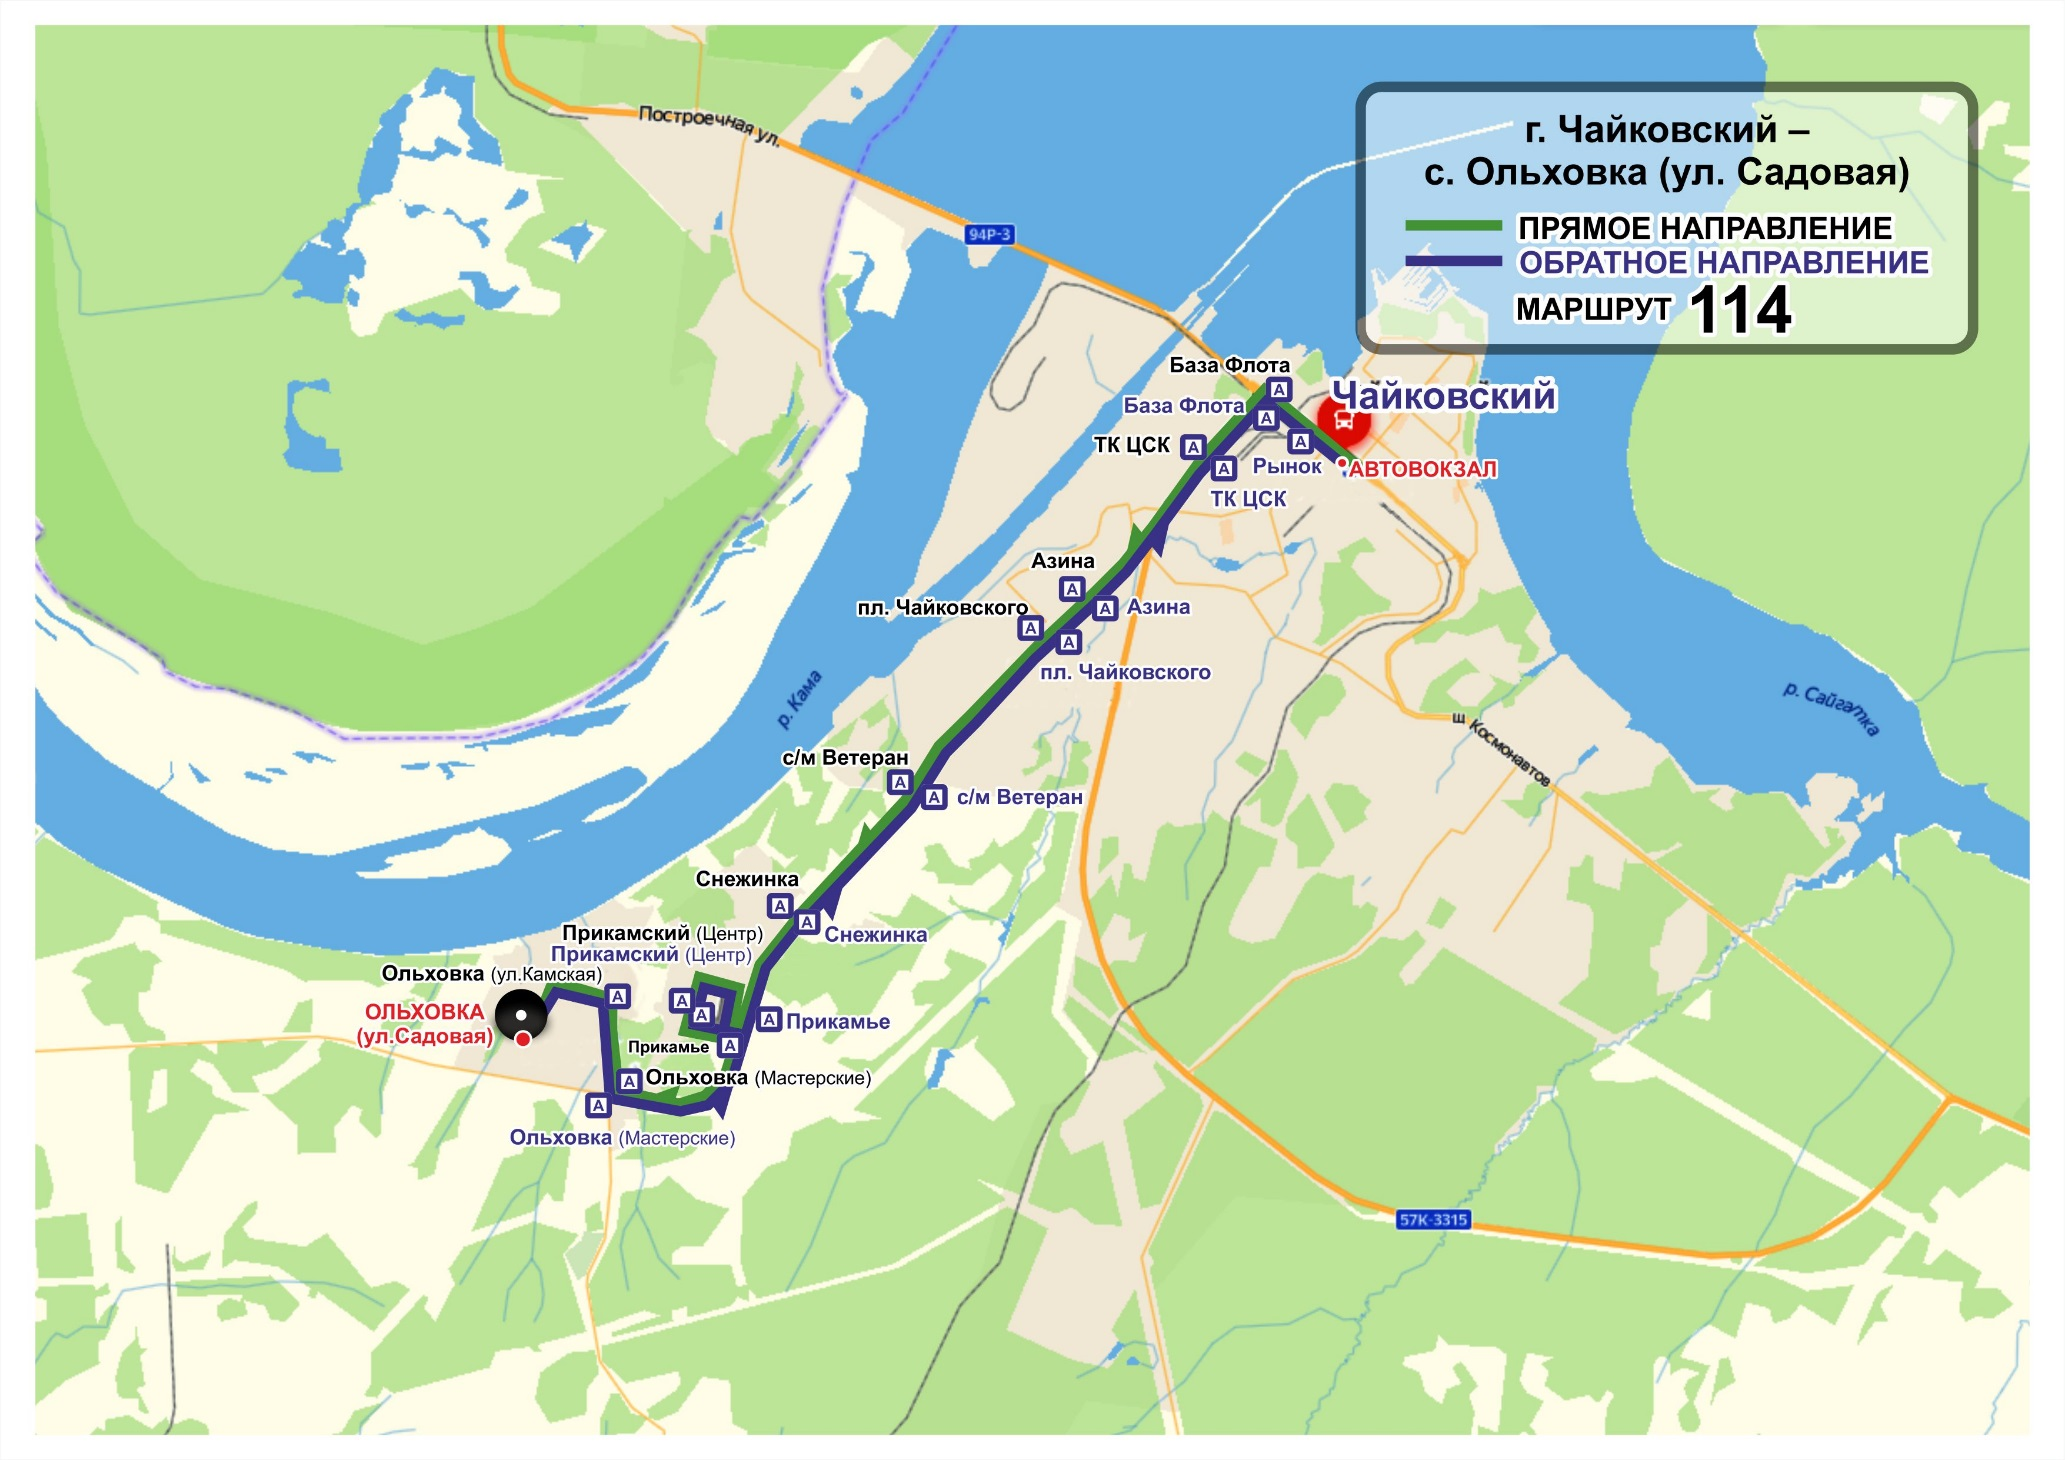 г. Чайковский –
с. Ольховка (ул. Садовая)
ПРЯМОЕ НАПРАВЛЕНИЕ
ОБРАТНОЕ НАПРАВЛЕНИЕ
МАРШРУТ 114
Построечная ул.
94Р-3
База Флота
A
Чайковский
База Флота
A
ТК ЦСК
A
A
Рынок
АВТОВОКЗАЛ
A
ТК ЦСК
Азина
A
пл. Чайковского
A
A
Азина
A
пл. Чайковского
р. Кама
р. Сайгатка
ш Космонавтов
с/м Ветеран
A
A
с/м Ветеран
Снежинка
A
A
Снежинка
Прикамский (Центр)
Прикамский (Центр)
Ольховка (ул.Камская)
A
A
A
ОЛЬХОВКА
(ул.Садовая)
A
Прикамье
Прикамье
A
A
Ольховка (Мастерские)
A
Ольховка (Мастерские)
57К-3315